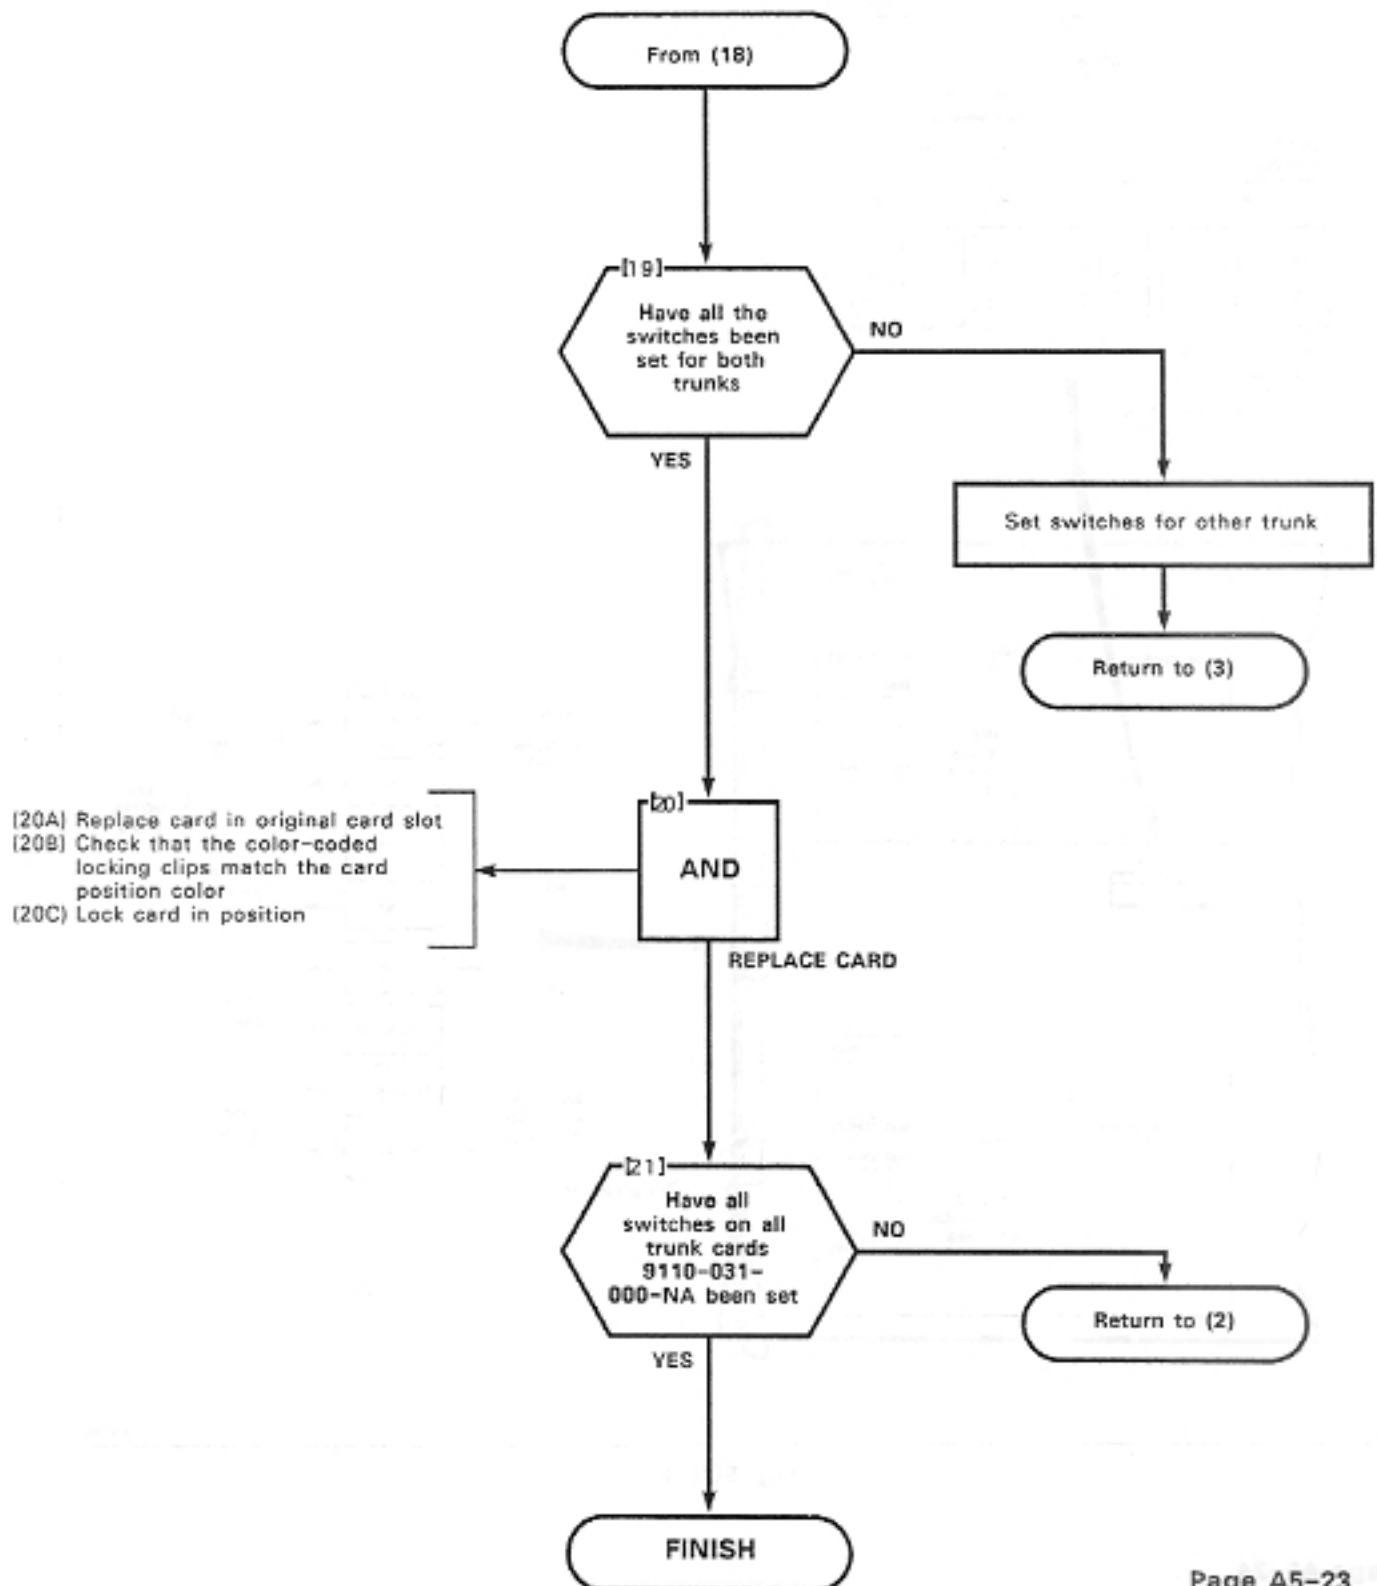 From (18)
[19]
Have all the
switches been
set for both
trunks
NO
YES
Set switches for other trunk
Return to (3)
[20]
AND
(20A) Replace card in original card slot
(20B) Check that the color-coded
locking clips match the card
position color
(20C) Lock card in position
REPLACE CARD
[21]
Have all
switches on all
trunk cards
9110-031-
000-NA been set
NO
Return to (2)
YES
FINISH
Page A5-23